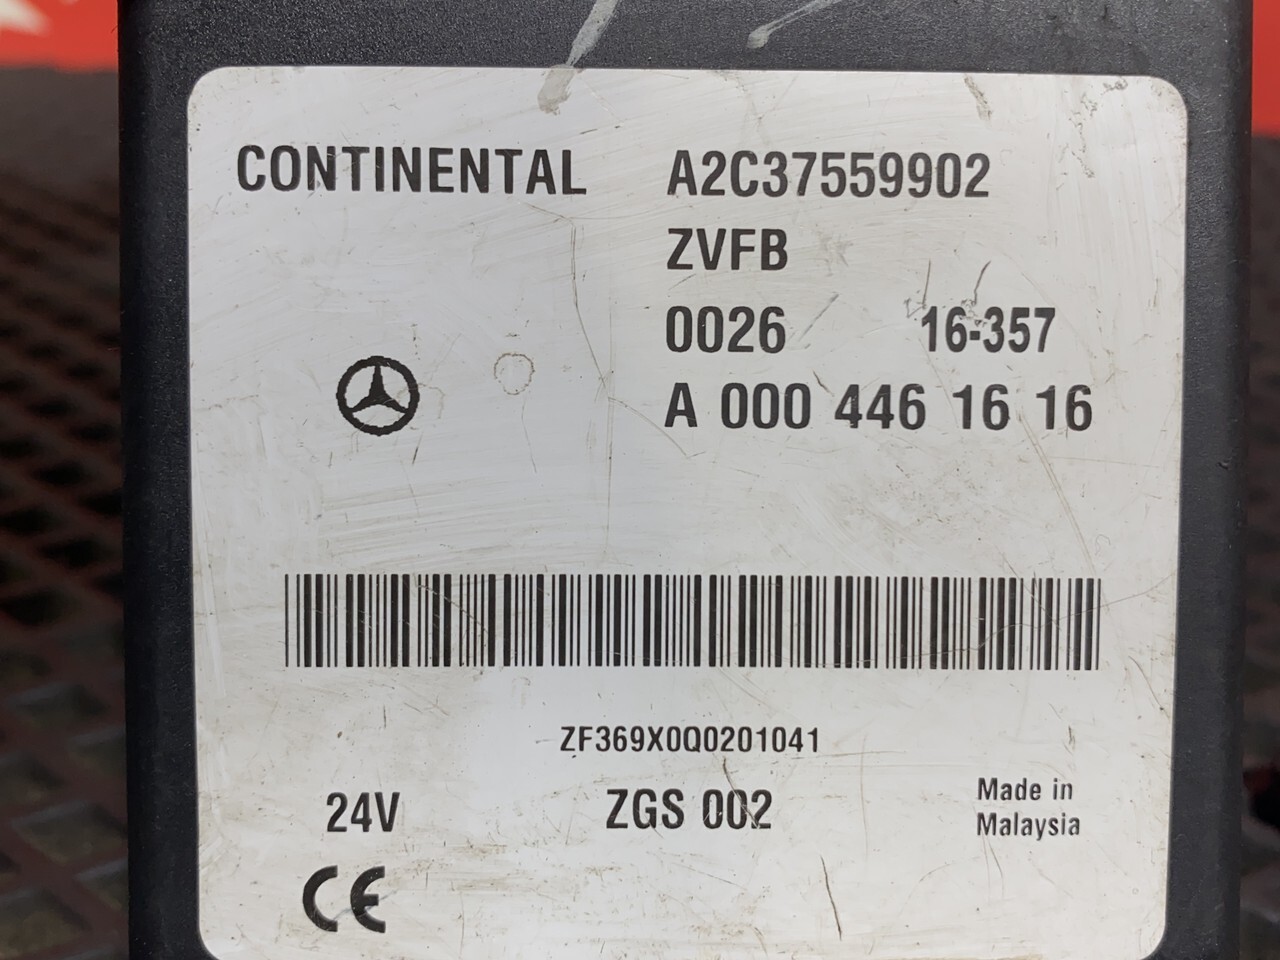 CONTINENTAL A2C37559902
ZVFB
0026 16-357
A 000 446 16 16
ZF369X0Q0201041
24V ZGS 002 Made in
Malaysia
CE